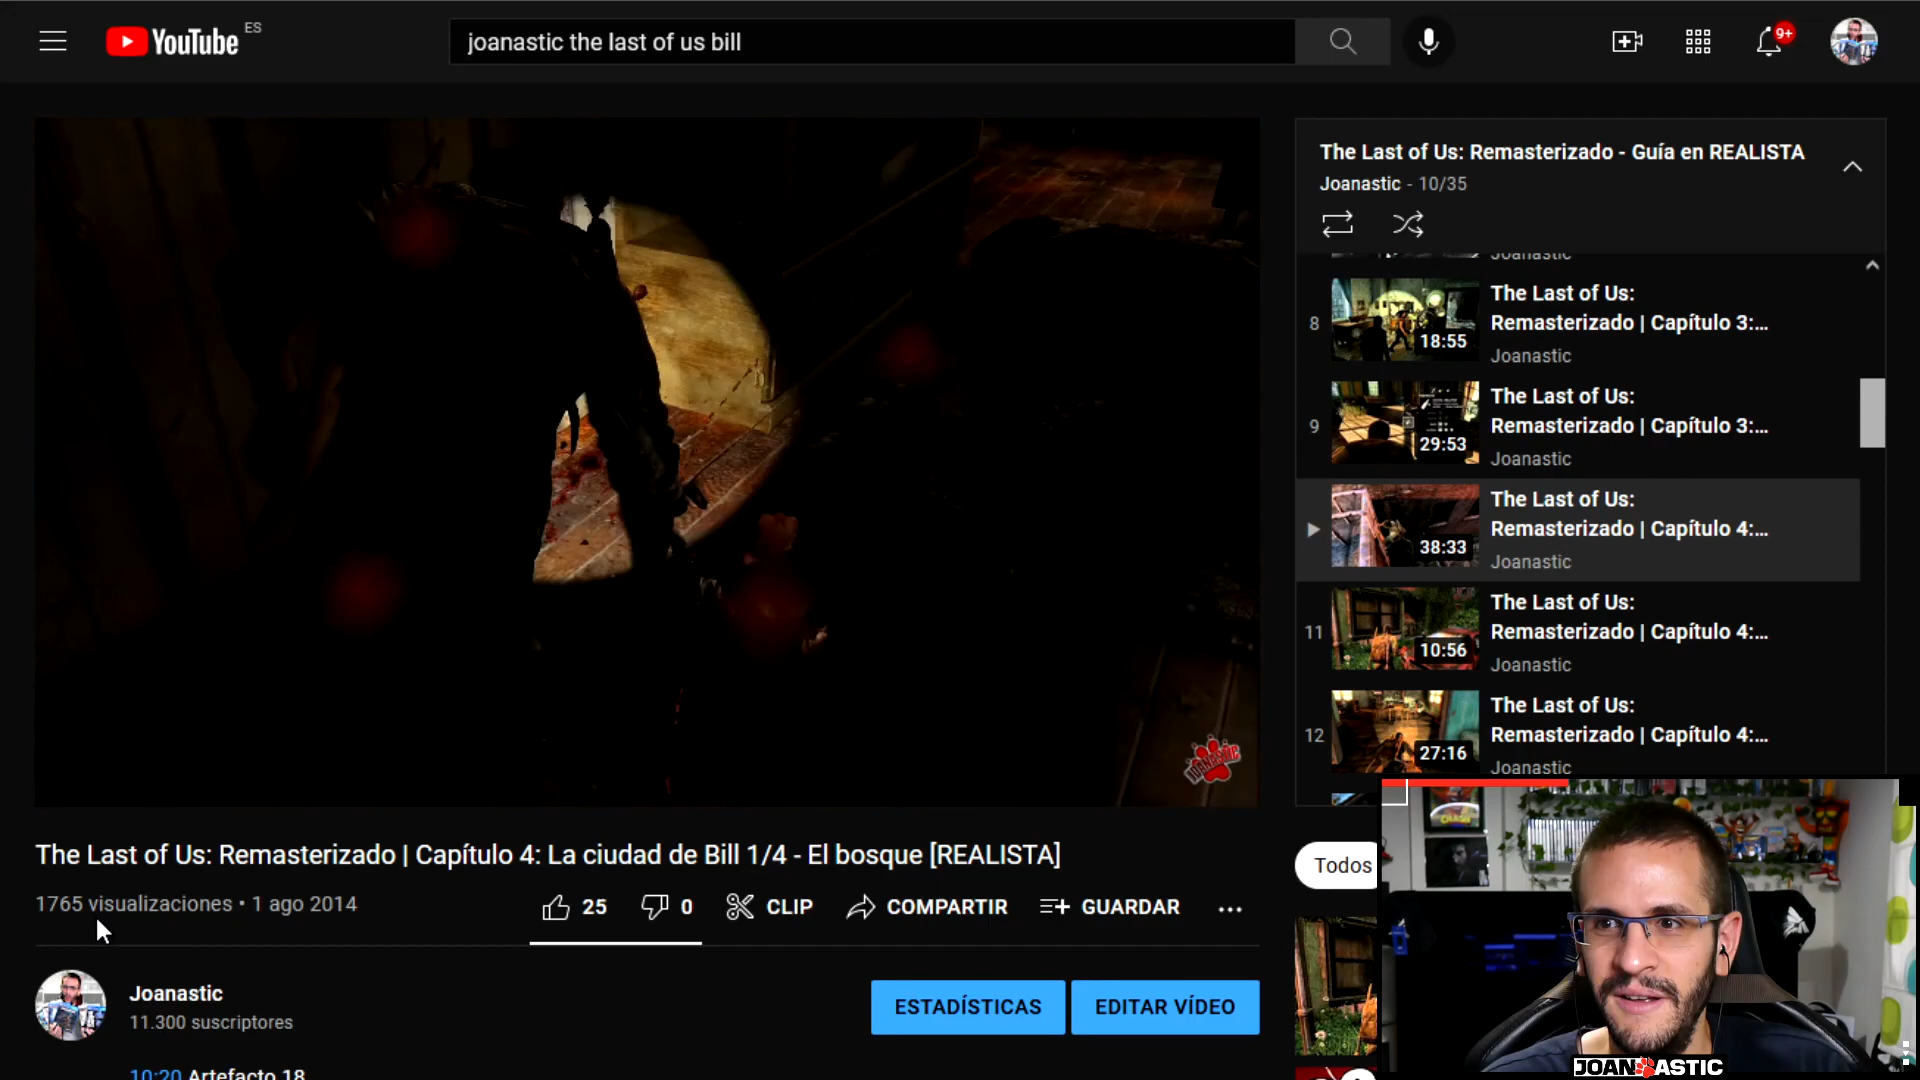 YouTube ES
joanastic the last of us bill
9+
The Last of Us: Remasterizado - Guía en REALISTA
Joanastic - 10/35
Joanastic
8
18:55
The Last of Us:
Remasterizado | Capítulo 3:...
Joanastic
9
29:53
The Last of Us:
Remasterizado | Capítulo 3:...
Joanastic
38:33
The Last of Us:
Remasterizado | Capítulo 4:...
Joanastic
11
10:56
The Last of Us:
Remasterizado | Capítulo 4:...
Joanastic
12
27:16
The Last of Us:
Remasterizado | Capítulo 4:...
Joanastic
JOANASTIC
The Last of Us: Remasterizado | Capítulo 4: La ciudad de Bill 1/4 - El bosque [REALISTA]
1765 visualizaciones • 1 ago 2014
25
0
CLIP
COMPARTIR
GUARDAR
Todos
Joanastic
11.300 suscriptores
ESTADÍSTICAS
EDITAR VÍDEO
10:20 Artefacto 18
CRASH
JOANASTIC